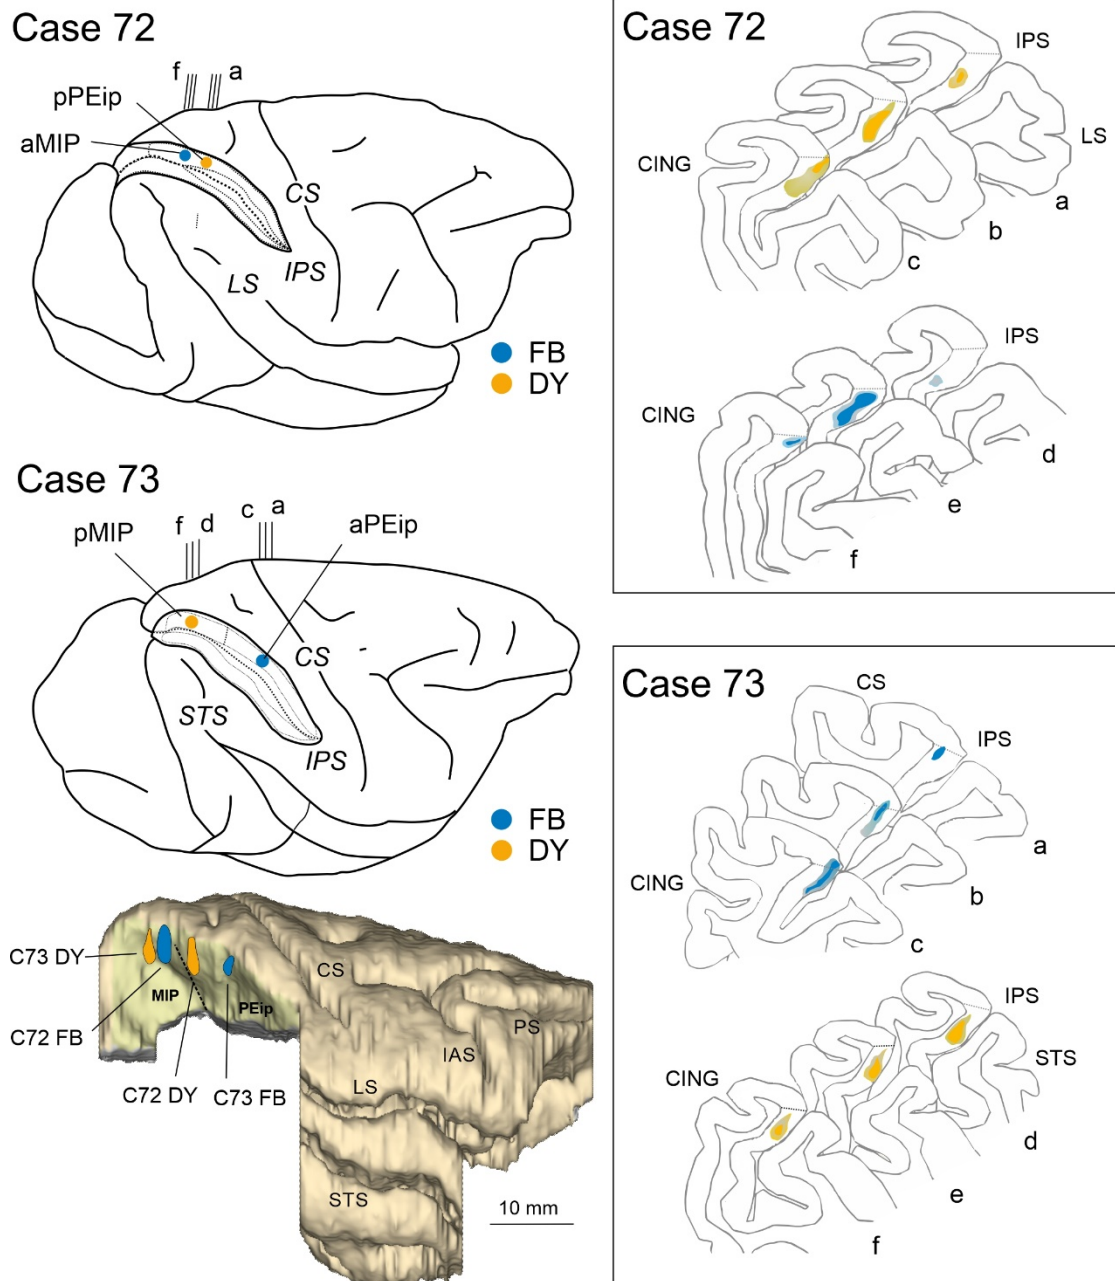 Case 72
f a
pPEip
aMIP
CS
IPS
LS
FB
DY
Case 73
f d c a
pMIP
aPEip
CS
STS
IPS
FB
DY
C73 DY
C72 FB
C72 DY
C73 FB
MIP
PEip
CS
PS
IAS
LS
STS
10 mm
Case 72
IPS
LS
CING
a
b
c
IPS
CING
d
e
f
Case 73
CS
IPS
CING
a
b
c
IPS
STS
CING
d
e
f